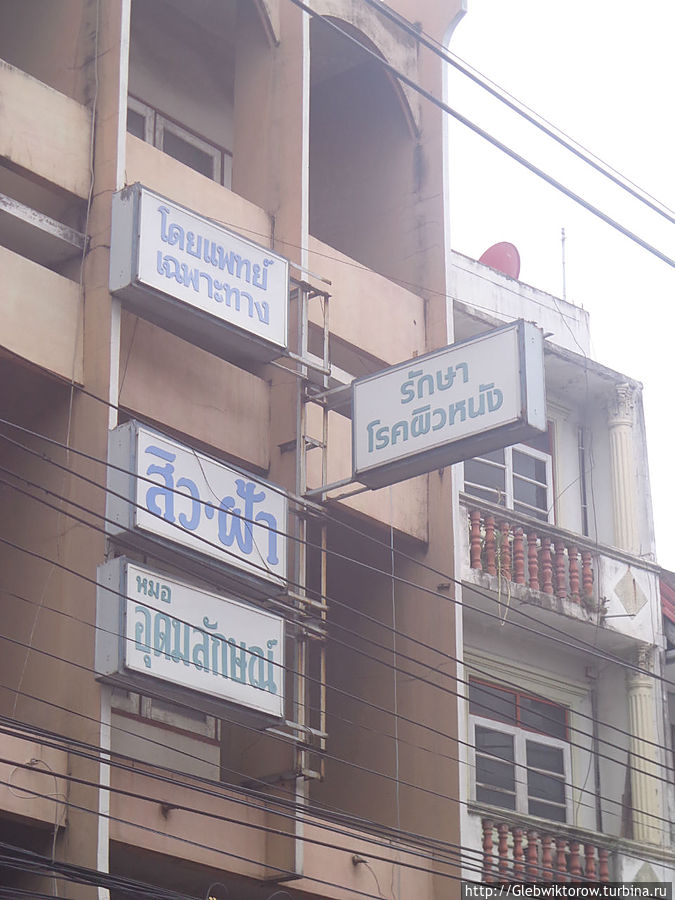 โดยแพทย์
เฉพาะทาง
รักษา
โรคผิวหนัง
สิว•ฝ้า
หมอ
อุดมลักษณ์
https://Glebwiktorow.turbina.ru